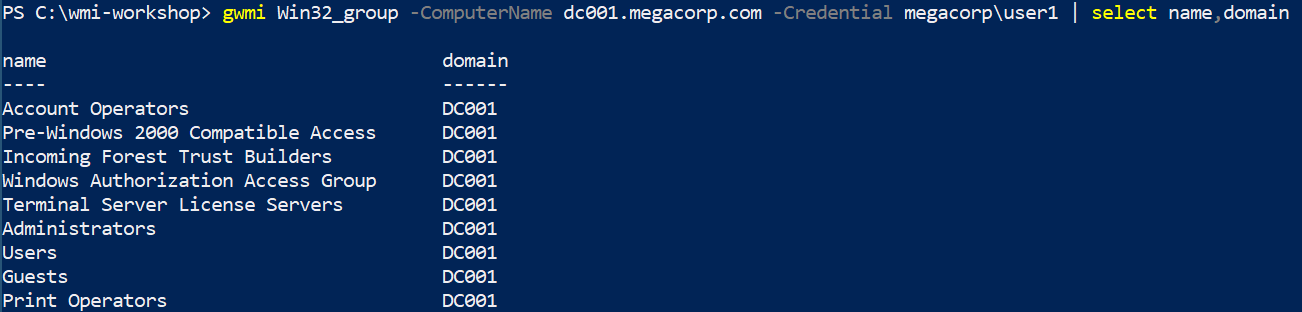 PS C:\wmi-workshop> gwmi Win32_group -ComputerName dc001.megacorp.com -Credential megacorp\user1 | select name,domain
name domain
---- ------
Account Operators DC001
Pre-Windows 2000 Compatible Access DC001
Incoming Forest Trust Builders DC001
Windows Authorization Access Group DC001
Terminal Server License Servers DC001
Administrators DC001
Users DC001
Guests DC001
Print Operators DC001